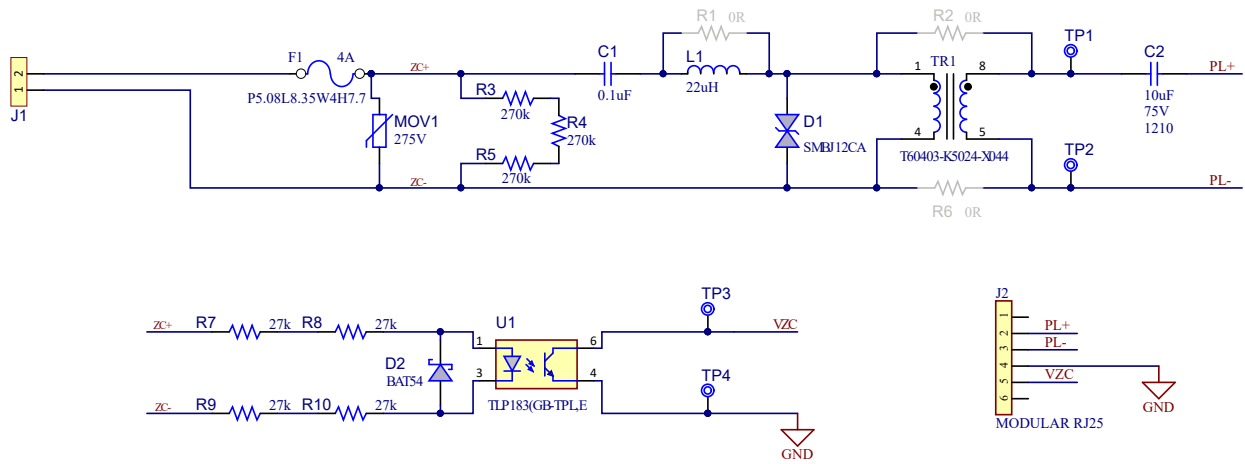 R1 0R
R2 0R
TP1
F1 4A
C1
L1
TR1
C2
2
1
J1
ZC+
P5.08L8.35W4H7.7
0.1uF
22uH
1
8
PL+
10uF
75V
1210
R3
270k
R4
270k
MOV1
275V
D1
SMBJ12CA
R5
270k
4
5
T60403-K5024-X044
TP2
ZC-
PL-
R6 0R
TP3
J2
U1
ZC+
R7 27k R8 27k
VZC
1
6
1
2
3
4
5
6
PL+
PL-
VZC
GND
D2
BAT54
3
4
TP4
TLP183(GB-TPL,E
ZC-
R9 27k R10 27k
MODULAR RJ25
GND